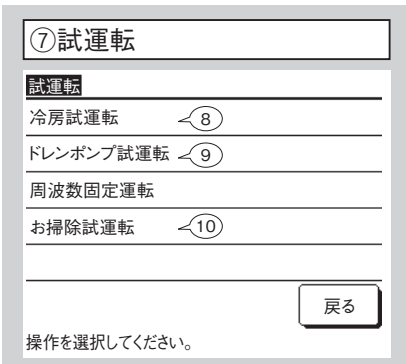 ⑦試運転
試運転
冷房試運転 ⑧
ドレンポンプ試運転 ⑨
周波数固定運転
お掃除試運転 ⑩
戻る
操作を選択してください。